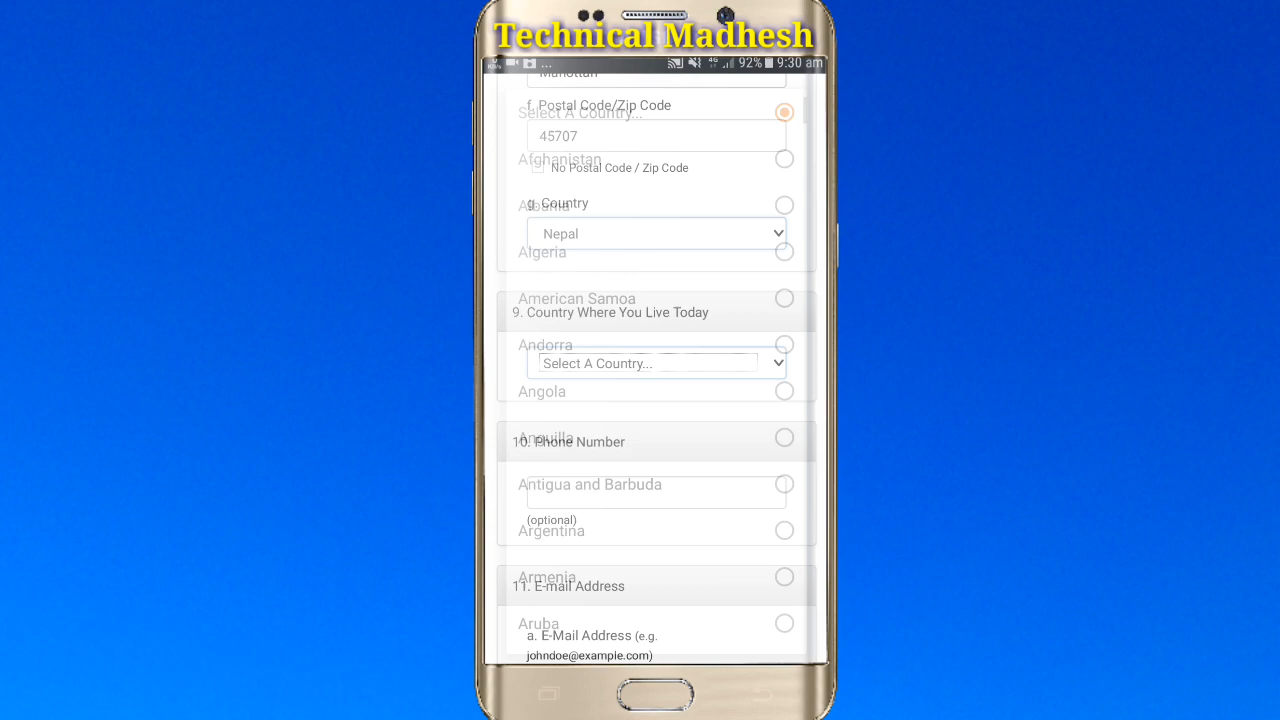 Technical Madhesh
... 4G 92% 9:30 am
f. Postal Code/Zip Code
Select A Country...
45707
Afghanistan
No Postal Code / Zip Code
g. Country
Albania
Nepal
Algeria
American Samoa
9. Country Where You Live Today
Andorra
Select A Country...
Angola
Anguilla
10. Phone Number
Antigua and Barbuda
(optional)
Argentina
Armenia
11. E-mail Address
Aruba
a. E-Mail Address (e.g.
johndoe@example.com)